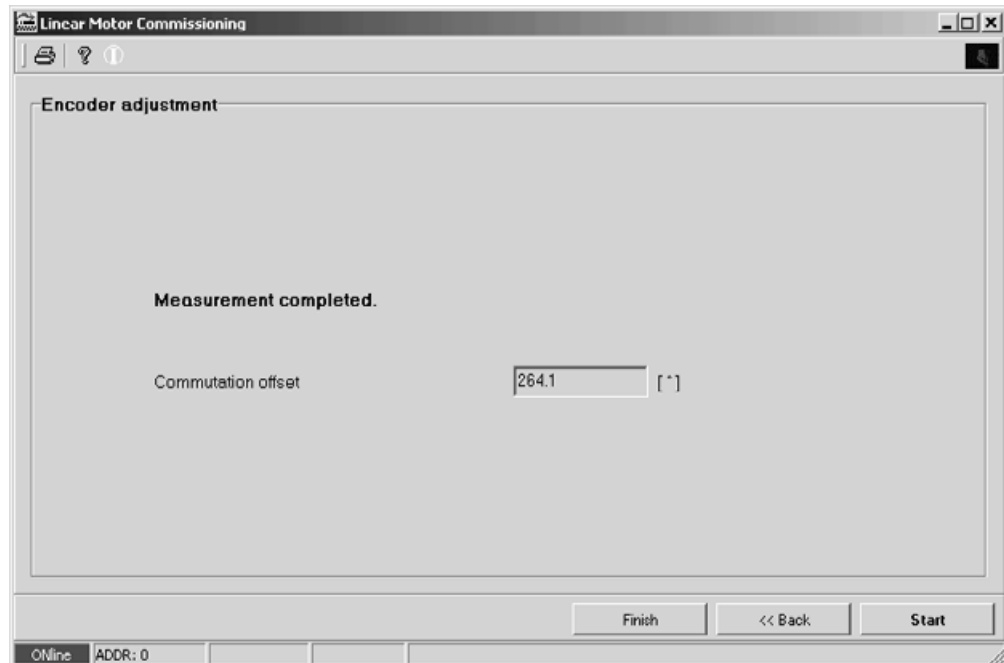 Linear Motor Commissioning
Encoder adjustment
Measurement completed.
Commutation offset 264.1 [°]
Finish << Back Start
ONline ADDR: 0